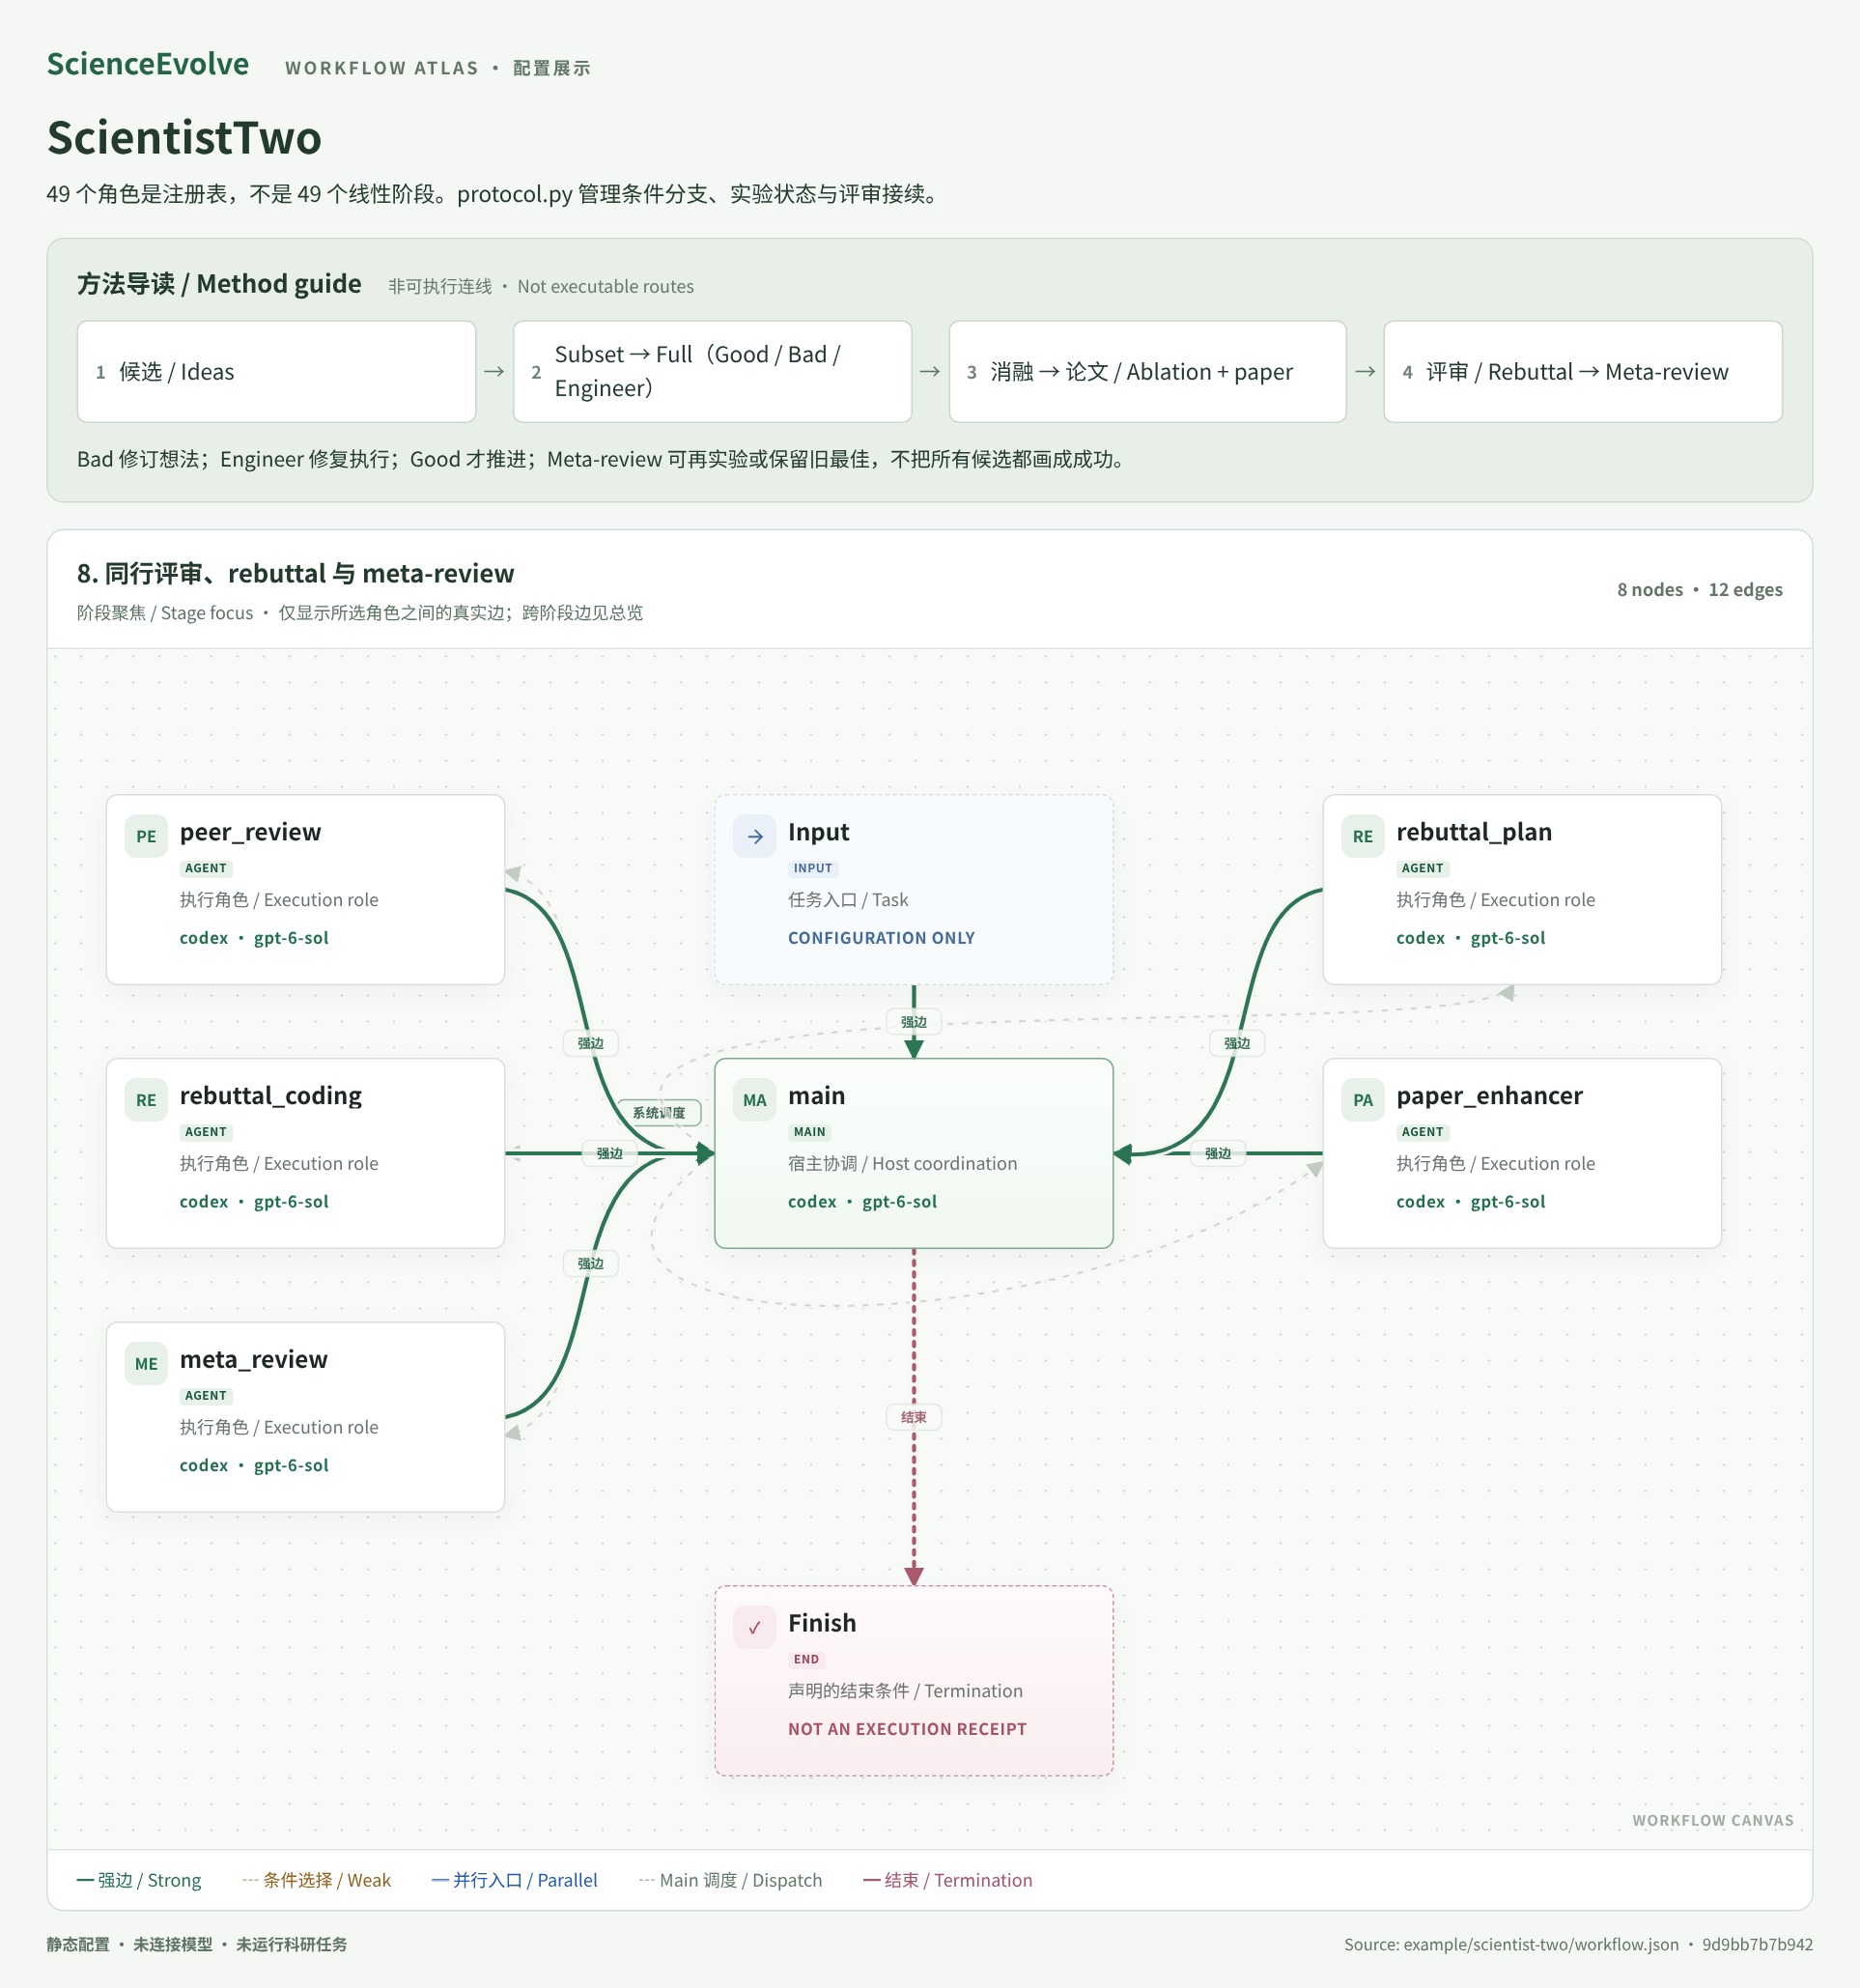 ScienceEvolve WORKFLOW ATLAS • 配置展示
ScientistTwo
49 个角色是注册表，不是 49 个线性阶段。protocol.py 管理条件分支、实验状态与评审接续。
方法导读 / Method guide 非可执行连线 • Not executable routes
1 候选 / Ideas
→
2 Subset → Full（Good / Bad /
Engineer）
→
3 消融 → 论文 / Ablation + paper
→
4 评审 / Rebuttal → Meta-review
Bad 修订想法；Engineer 修复执行；Good 才推进；Meta-review 可再实验或保留旧最佳，不把所有候选都画成成功。
8. 同行评审、rebuttal 与 meta-review
阶段聚焦 / Stage focus • 仅显示所选角色之间的真实边；跨阶段边见总览
8 nodes • 12 edges
PE peer_review
AGENT
执行角色 / Execution role
codex • gpt-6-sol
→ Input
INPUT
任务入口 / Task
CONFIGURATION ONLY
RE rebuttal_plan
AGENT
执行角色 / Execution role
codex • gpt-6-sol
强边
强边
强边
RE rebuttal_coding
AGENT
执行角色 / Execution role
codex • gpt-6-sol
系统调度
强边
MA main
MAIN
宿主协调 / Host coordination
codex • gpt-6-sol
强边
PA paper_enhancer
AGENT
执行角色 / Execution role
codex • gpt-6-sol
强边
ME meta_review
AGENT
执行角色 / Execution role
codex • gpt-6-sol
结束
✓ Finish
END
声明的结束条件 / Termination
NOT AN EXECUTION RECEIPT
WORKFLOW CANVAS
强边 / Strong
条件选择 / Weak
并行入口 / Parallel
Main 调度 / Dispatch
结束 / Termination
静态配置 • 未连接模型 • 未运行科研任务
Source: example/scientist-two/workflow.json • 9d9bb7b7b942